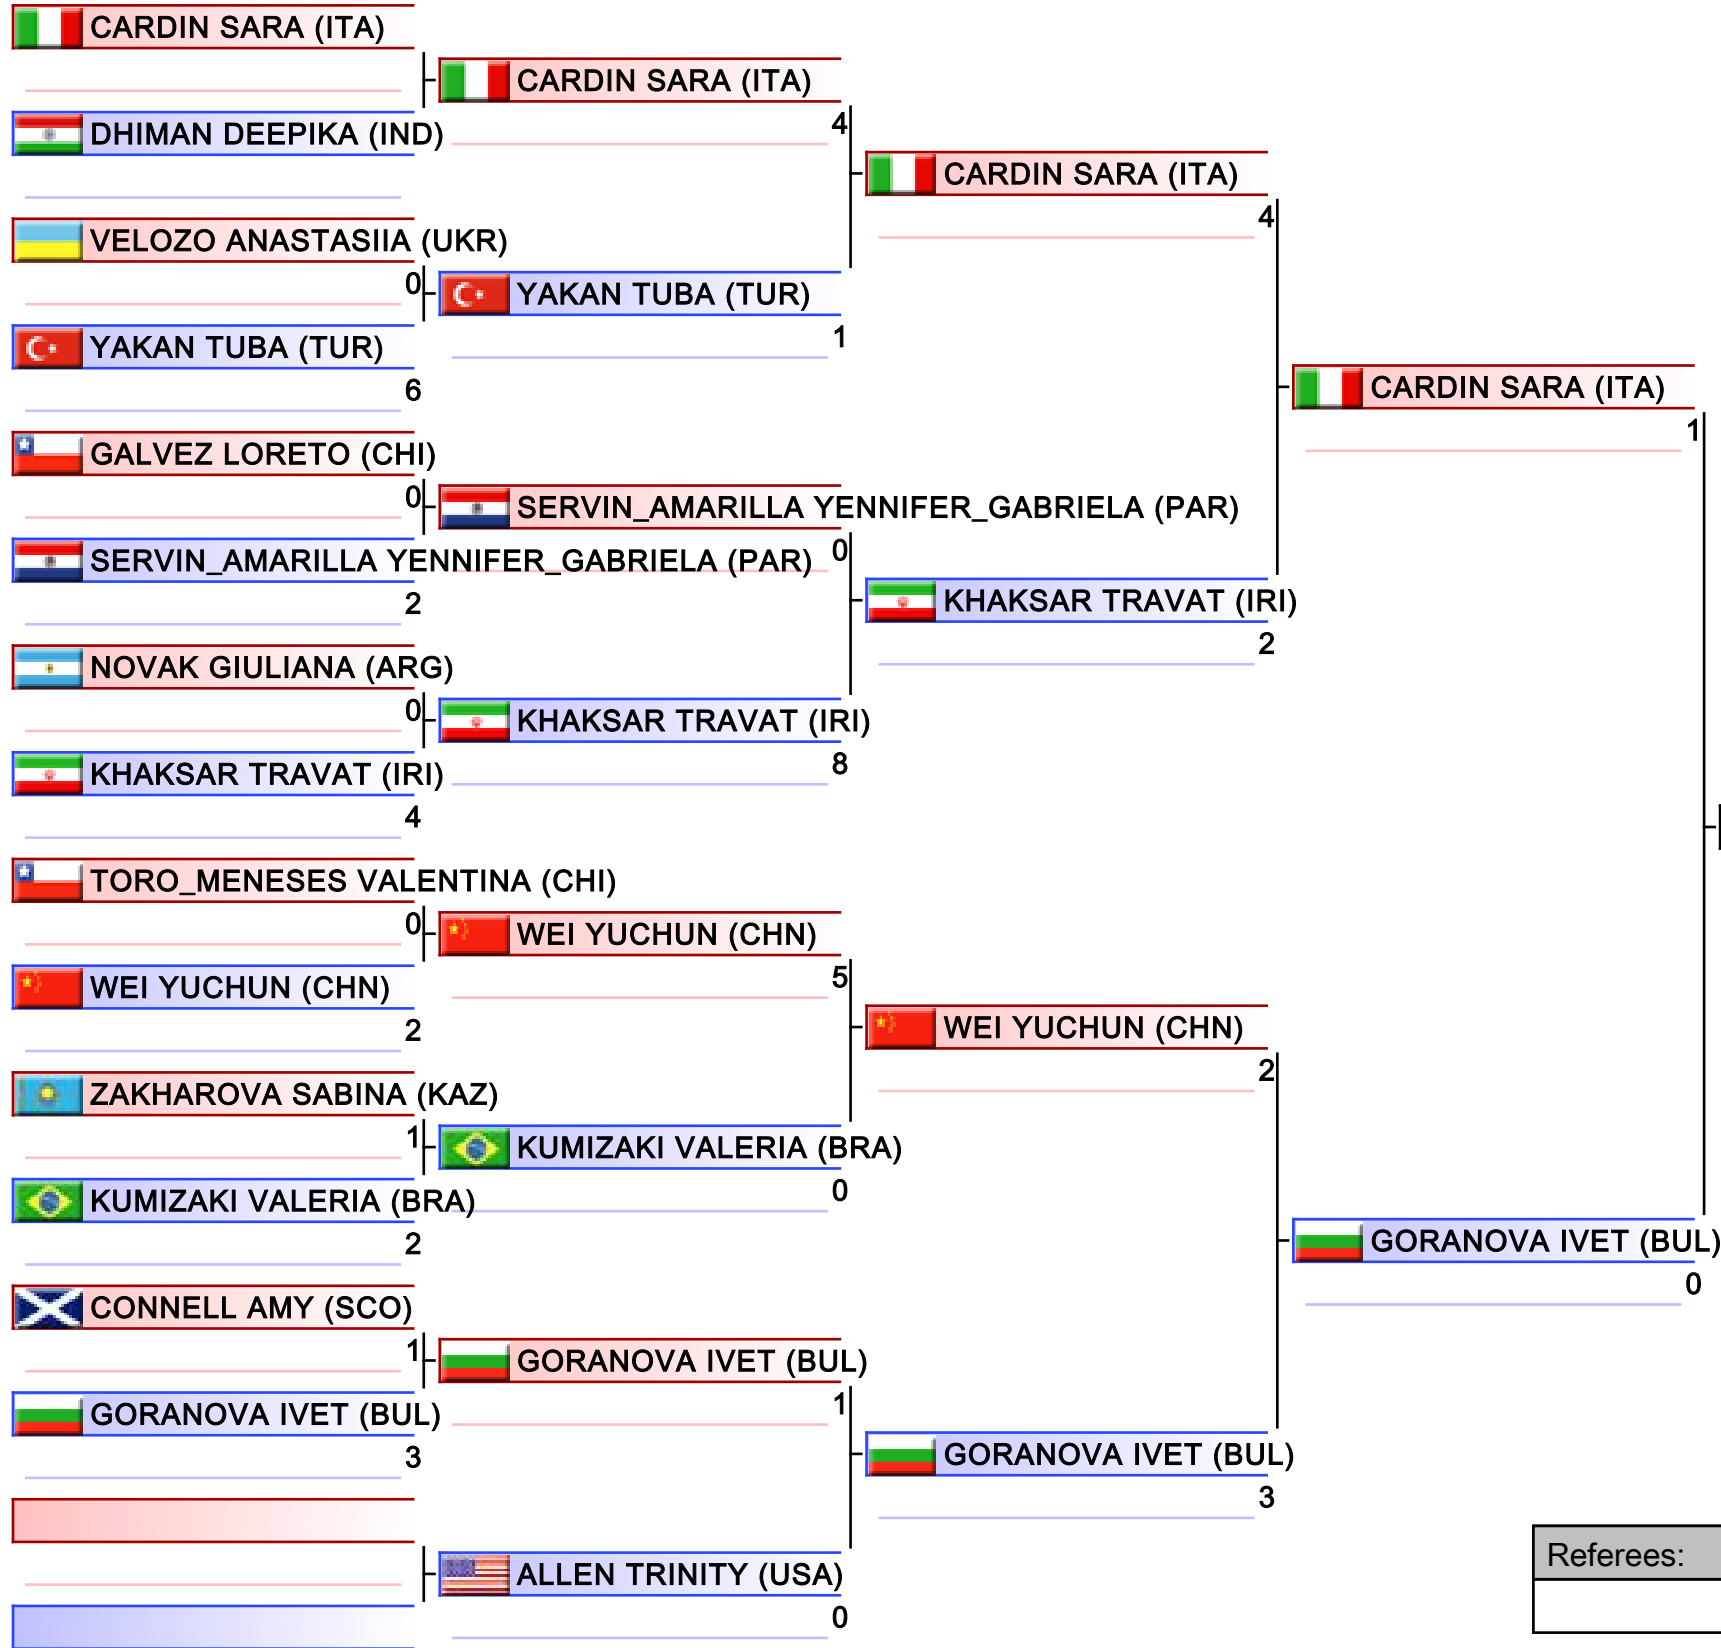 CARDIN SARA (ITA)
DHIMAN DEEPIKA (IND)
VELOZO ANASTASIIA (UKR)
0
YAKAN TUBA (TUR)
6
GALVEZ LORETO (CHI)
0
SERVIN_AMARILLA YENNIFER_GABRIELA (PAR)
2
NOVAK GIULIANA (ARG)
0
KHAKSAR TRAVAT (IRI)
4
TORO_MENESES VALENTINA (CHI)
0
WEI YUCHUN (CHN)
2
ZAKHAROVA SABINA (KAZ)
1
KUMIZAKI VALERIA (BRA)
2
CONNELL AMY (SCO)
1
GORANOVA IVET (BUL)
3
CARDIN SARA (ITA)
4
YAKAN TUBA (TUR)
1
SERVIN_AMARILLA YENNIFER_GABRIELA (PAR)
0
KHAKSAR TRAVAT (IRI)
8
WEI YUCHUN (CHN)
5
KUMIZAKI VALERIA (BRA)
0
GORANOVA IVET (BUL)
1
ALLEN TRINITY (USA)
0
CARDIN SARA (ITA)
4
KHAKSAR TRAVAT (IRI)
2
WEI YUCHUN (CHN)
2
GORANOVA IVET (BUL)
3
CARDIN SARA (ITA)
1
GORANOVA IVET (BUL)
0
Referees: